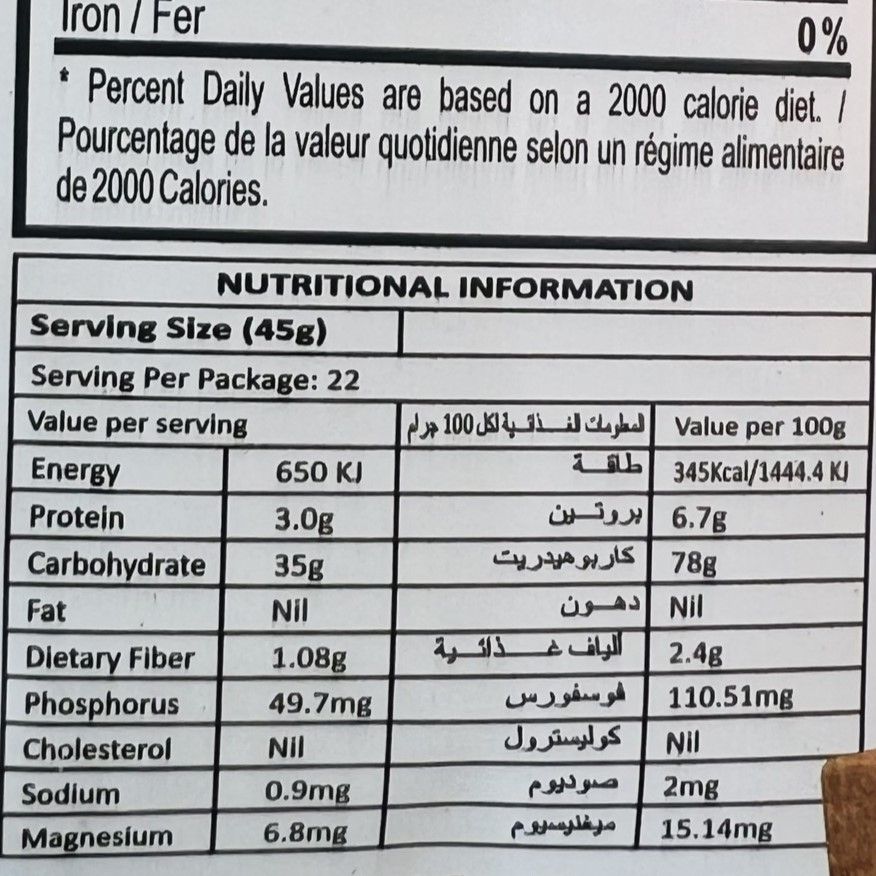 Iron / Fer 0%
* Percent Daily Values are based on a 2000 calorie diet. /
Pourcentage de la valeur quotidienne selon un régime alimentaire
de 2000 Calories.
NUTRITIONAL INFORMATION
Serving Size (45g)
Serving Per Package: 22
Value per serving المعلومات الغذائية لكل 100 جرام Value per 100g
Energy 650 KJ طاقة 345Kcal/1444.4 KJ
Protein 3.0g بروتين 6.7g
Carbohydrate 35g كاربوهيدريت 78g
Fat Nil دهون Nil
Dietary Fiber 1.08g الياف غذائية 2.4g
Phosphorus 49.7mg فوسفورس 110.51mg
Cholesterol Nil كوليسترول Nil
Sodium 0.9mg صوديوم 2mg
Magnesium 6.8mg 15.14mg